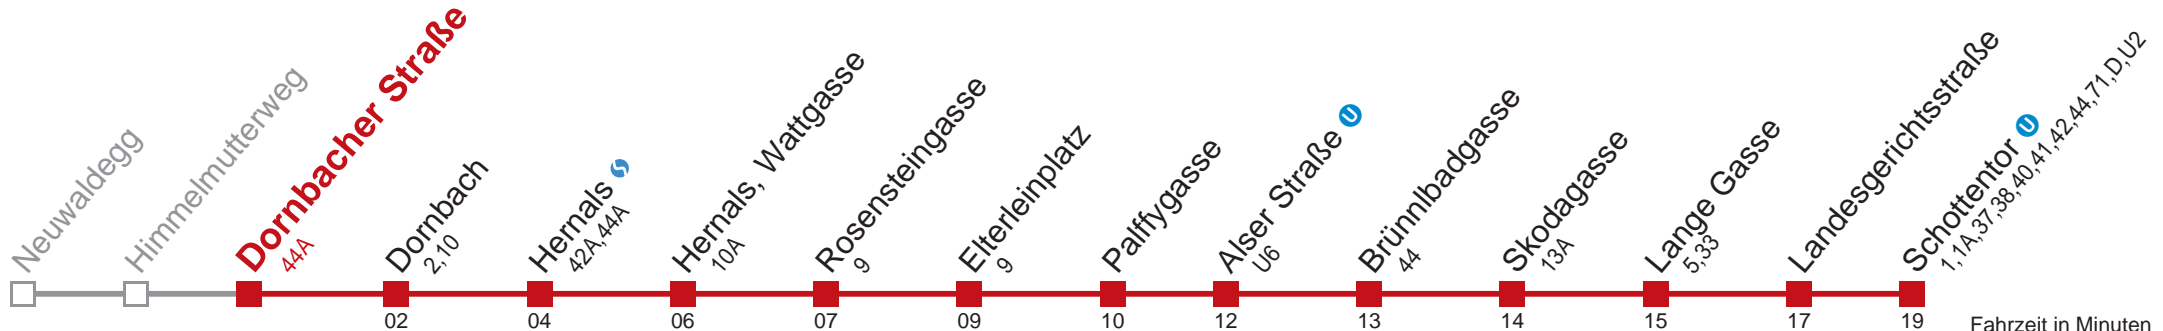 Neuwaldegg
Himmelmutterweg
Dornbacher Straße
44A
Dornbach
2,10
Hernals
42A,44A
Hernals, Wattgasse
10A
Rosensteingasse
9
Elterleinplatz
9
Palffygasse
Alser Straße U
U6
Brünnlbadgasse
44
Skodagasse
13A
Lange Gasse
5,33
Landesgerichtsstraße
Schottentor U
1,1A,37,38,40,41,42,44,71,D,U2
02 04 06 07 09 10 12 13 14 15 17 19 Fahrzeit in Minuten